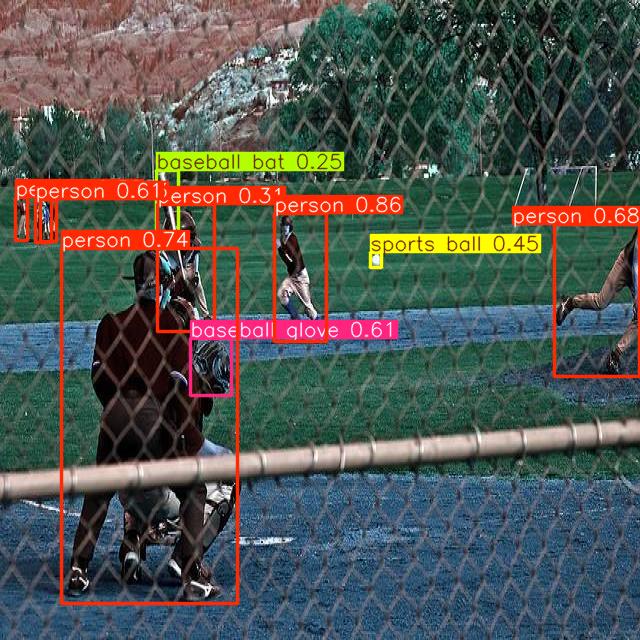 baseball bat 0.25
person 0.61
erson 0.31
person 0.86
person 0.68
person 0.74
sports ball 0.45
baseball glove 0.61